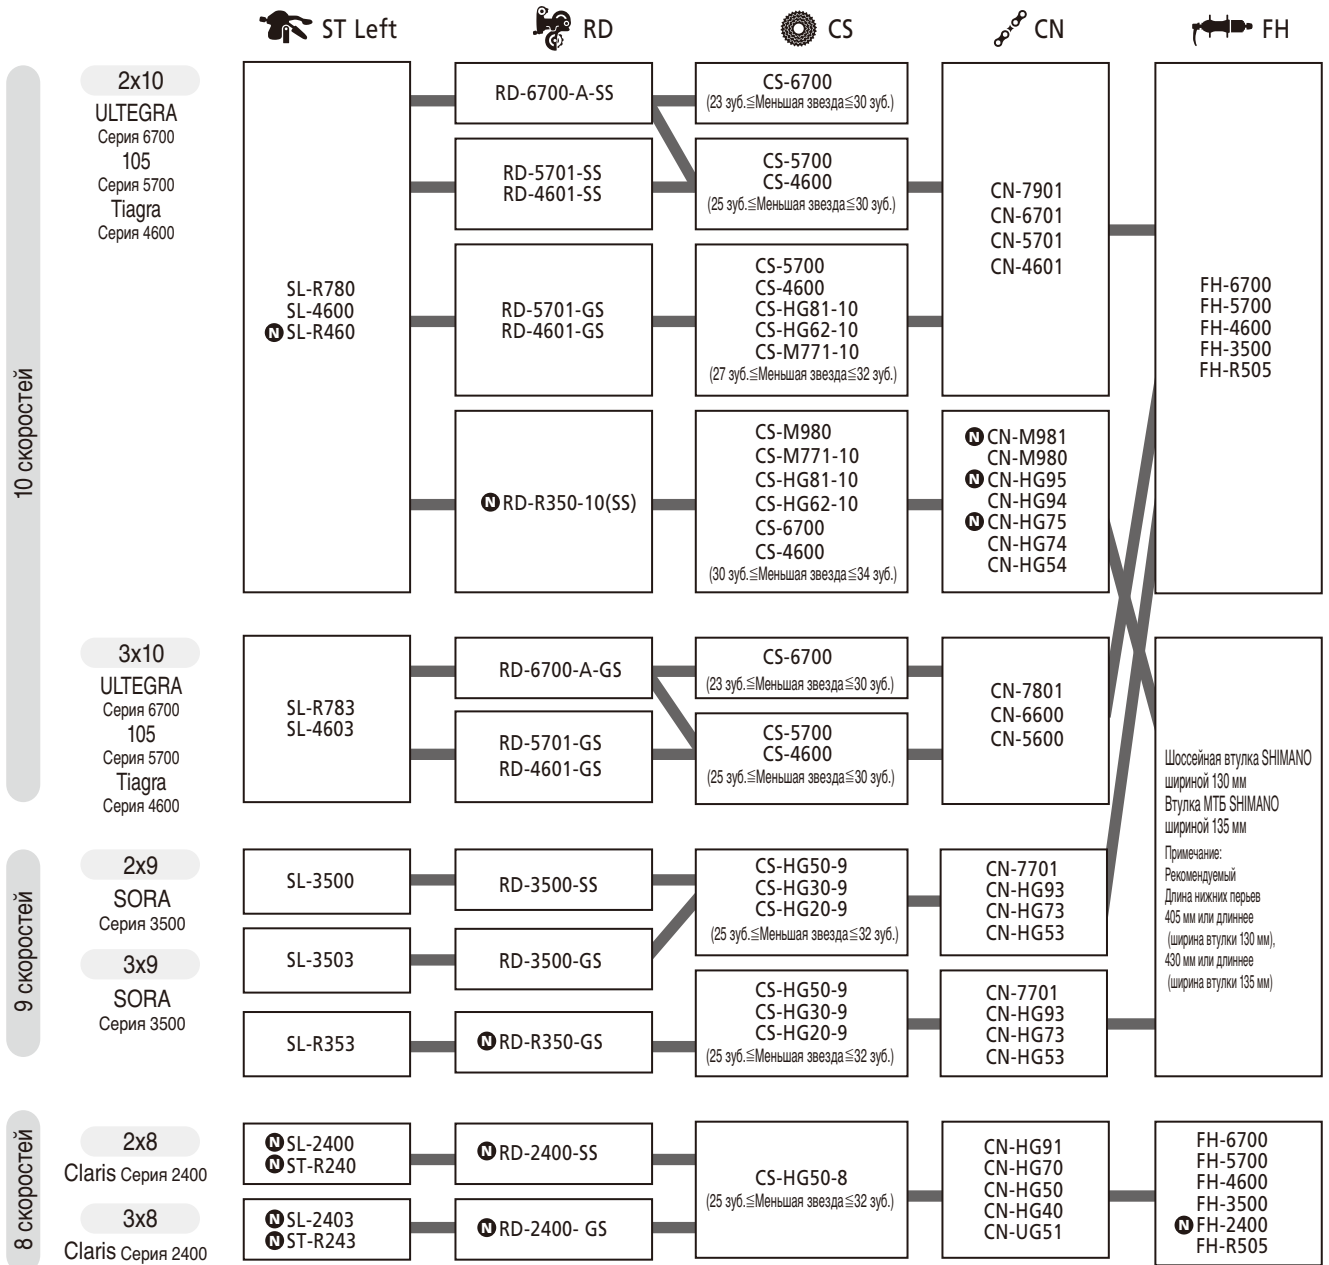 ST Left
RD
CS
CN
FH
10 скоростей
2x10
ULTEGRA
Серия 6700
105
Серия 5700
Tiagra
Серия 4600
SL-R780
SL-4600
N SL-R460
RD-6700-A-SS
RD-5701-SS
RD-4601-SS
RD-5701-GS
RD-4601-GS
N RD-R350-10(SS)
CS-6700
(23 зуб.≦Меньшая звезда≦30 зуб.)
CS-5700
CS-4600
(25 зуб.≦Меньшая звезда≦30 зуб.)
CS-5700
CS-4600
CS-HG81-10
CS-HG62-10
CS-M771-10
(27 зуб.≦Меньшая звезда≦32 зуб.)
CS-M980
CS-M771-10
CS-HG81-10
CS-HG62-10
CS-6700
CS-4600
(30 зуб.≦Меньшая звезда≦34 зуб.)
CN-7901
CN-6701
CN-5701
CN-4601
N CN-M981
CN-M980
N CN-HG95
CN-HG94
N CN-HG75
CN-HG74
CN-HG54
FH-6700
FH-5700
FH-4600
FH-3500
FH-R505
3x10
ULTEGRA
Серия 6700
105
Серия 5700
Tiagra
Серия 4600
SL-R783
SL-4603
RD-6700-A-GS
RD-5701-GS
RD-4601-GS
CS-6700
(23 зуб.≦Меньшая звезда≦30 зуб.)
CS-5700
CS-4600
(25 зуб.≦Меньшая звезда≦30 зуб.)
CN-7801
CN-6600
CN-5600
Шоссейная втулка SHIMANO
шириной 130 мм
Втулка МТБ SHIMANO
шириной 135 мм
Примечание:
Рекомендуемый
Длина нижних перьев
405 мм или длиннее
(ширина втулки 130 мм),
430 мм или длиннее
(ширина втулки 135 мм)
9 скоростей
2x9
SORA
Серия 3500
3x9
SORA
Серия 3500
SL-3500
SL-3503
SL-R353
RD-3500-SS
RD-3500-GS
N RD-R350-GS
CS-HG50-9
CS-HG30-9
CS-HG20-9
(25 зуб.≦Меньшая звезда≦32 зуб.)
CS-HG50-9
CS-HG30-9
CS-HG20-9
(25 зуб.≦Меньшая звезда≦32 зуб.)
CN-7701
CN-HG93
CN-HG73
CN-HG53
CN-7701
CN-HG93
CN-HG73
CN-HG53
8 скоростей
2x8
Claris Серия 2400
3x8
Claris Серия 2400
N SL-2400
N ST-R240
N SL-2403
N ST-R243
N RD-2400-SS
N RD-2400- GS
CS-HG50-8
(25 зуб.≦Меньшая звезда≦32 зуб.)
CN-HG91
CN-HG70
CN-HG50
CN-HG40
CN-UG51
FH-6700
FH-5700
FH-4600
FH-3500
N FH-2400
FH-R505